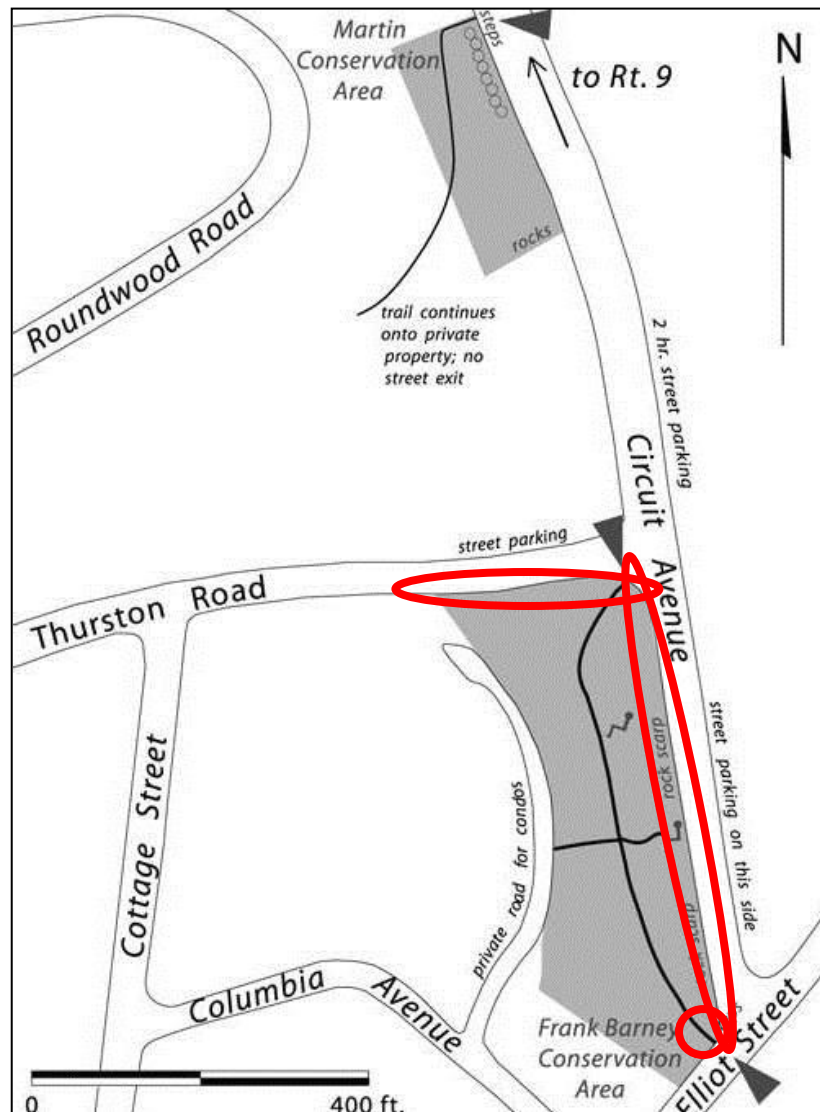 Martin
Conservation
Area
steps
to Rt. 9
N
Roundwood Road
rocks
trail continues
onto private
property; no
street exit
2 hr. street parking
Circuit Avenue
street parking
Thurston Road
rock scarp
street parking on this side
Cottage Street
private road for condos
scarp
Columbia Avenue
Frank Barney
Conservation
Area
Elliot Street
0
400 ft.